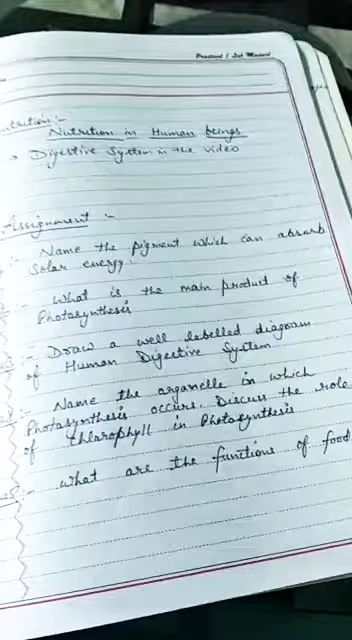 Practical / Lab Manual
Nutrition in Human beings
→ Digestive System in the video
Assignment :-
:- Name the pigment which can absorb
Solar energy.
:- What is the main product of
Photosynthesis
:- Draw a well labelled diagram
of Human Digestive System
:- Name the organelle in which
Photosynthesis occurs. Discuss the role
of Chlorophyll in Photosynthesis
:- What are the functions of food